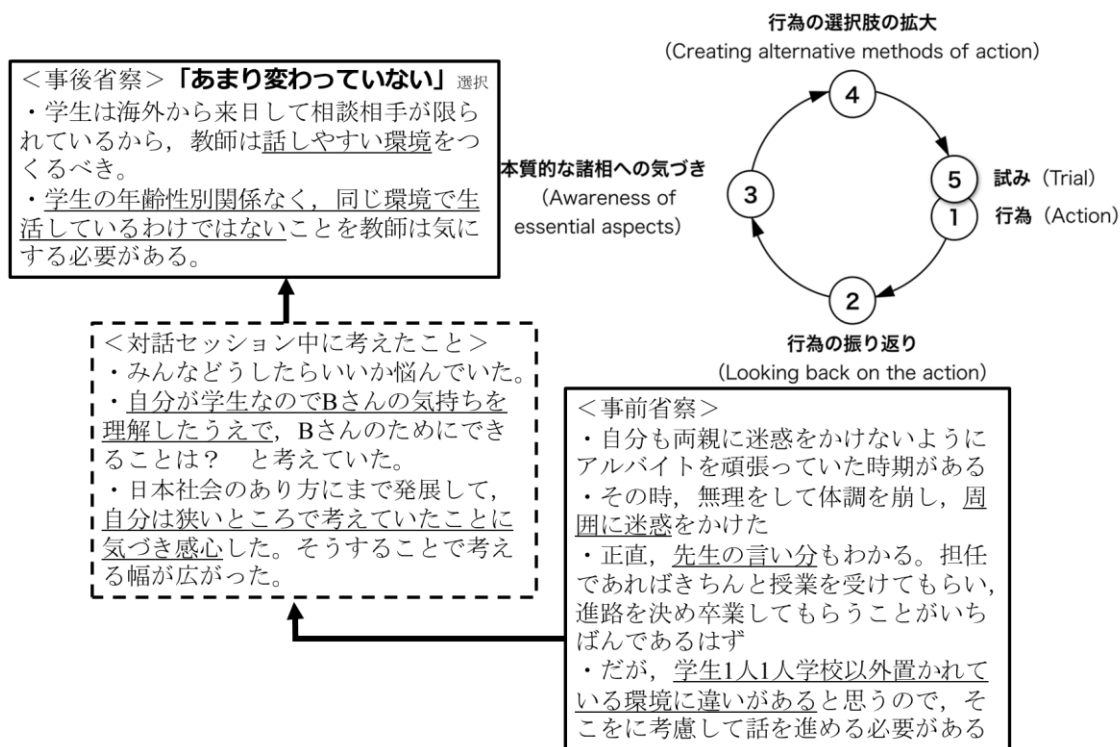 行為の選択肢の拡大
（Creating alternative methods of action）
4
本質的な諸相への気づき
（Awareness of
essential aspects）
3
5
試み（Trial）
1
行為（Action）
2
行為の振り返り
（Looking back on the action）
＜事後省察＞「あまり変わっていない」選択
・学生は海外から来日して相談相手が限ら
れているから，教師は話しやすい環境をつ
くるべき。
・学生の年齢性別関係なく，同じ環境で生
活しているわけではないことを教師は気に
する必要がある。
＜対話セッション中に考えたこと＞
・みんなどうしたらいいか悩んでいた。
・自分が学生なのでBさんの気持ちを
理解したうえで，Bさんのためにでき
ることは？　と考えていた。
・日本社会のあり方にまで発展して，
自分は狭いところで考えていたことに
気づき感心した。そうすることで考え
る幅が広がった。
＜事前省察＞
・自分も両親に迷惑をかけないように
アルバイトを頑張っていた時期がある
・その時，無理をして体調を崩し，周
囲に迷惑をかけた
・正直，先生の言い分もわかる。担任
であればきちんと授業を受けてもらい，
進路を決め卒業してもらうことがいち
ばんであるはず
・だが，学生1人1人学校以外置かれて
いる環境に違いがあると思うので，そ
こをに考慮して話を進める必要がある